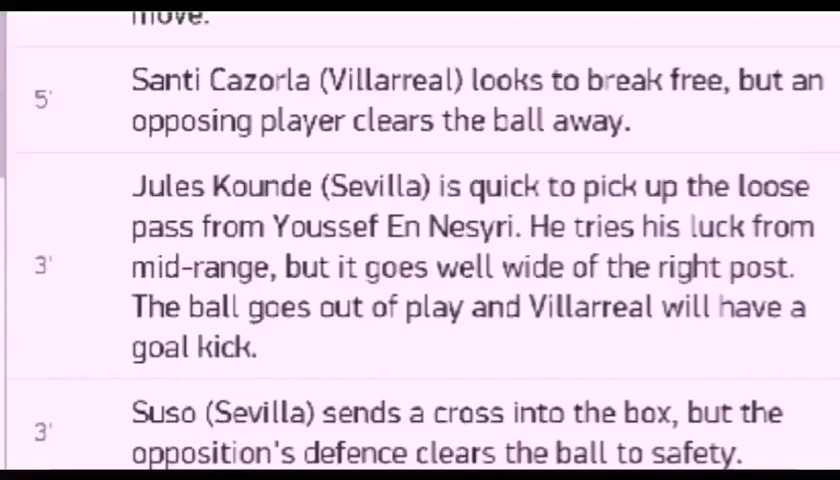 move.
5'
Santi Cazorla (Villarreal) looks to break free, but an
opposing player clears the ball away.
3'
Jules Kounde (Sevilla) is quick to pick up the loose
pass from Youssef En Nesyri. He tries his luck from
mid-range, but it goes well wide of the right post.
The ball goes out of play and Villarreal will have a
goal kick.
3'
Suso (Sevilla) sends a cross into the box, but the
opposition's defence clears the ball to safety.